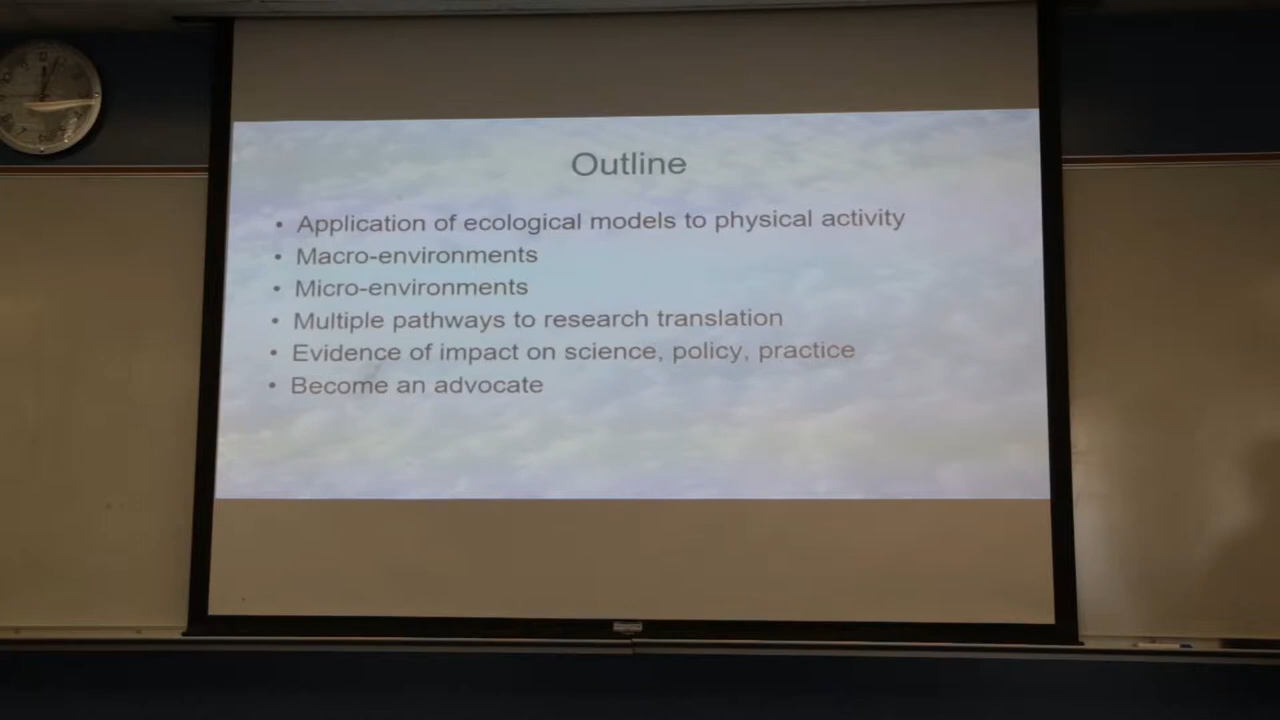 Outline
• Application of ecological models to physical activity
• Macro-environments
• Micro-environments
• Multiple pathways to research translation
• Evidence of impact on science, policy, practice
• Become an advocate